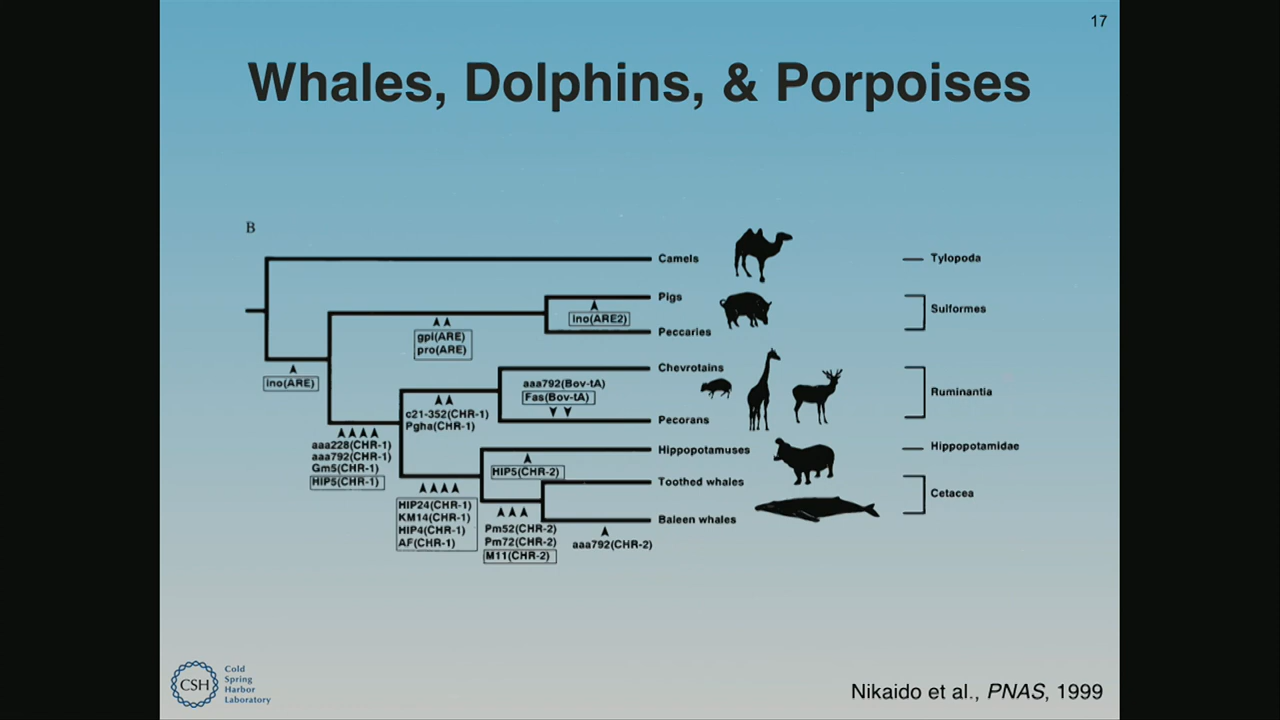 17
Whales, Dolphins, & Porpoises
B
Camels
Tylopoda
Pigs
Suiformes
ino(ARE2)
Peccaries
gpi(ARE)
pro(ARE)
ino(ARE)
Chevrotains
aaa792(Bov-tA)
Fas(Bov-tA)
Ruminantia
c21-352(CHR-1)
Pgha(CHR-1)
Pecorans
aaa228(CHR-1)
aaa792(CHR-1)
Gm5(CHR-1)
HIP5(CHR-1)
Hippopotamuses
Hippopotamidae
HIP5(CHR-2)
Toothed whales
Cetacea
HIP24(CHR-1)
KM14(CHR-1)
HIP4(CHR-1)
AF(CHR-1)
Baleen whales
Pm52(CHR-2)
Pm72(CHR-2)
M11(CHR-2)
aaa792(CHR-2)
CSH
Cold
Spring
Harbor
Laboratory
Nikaido et al., PNAS, 1999